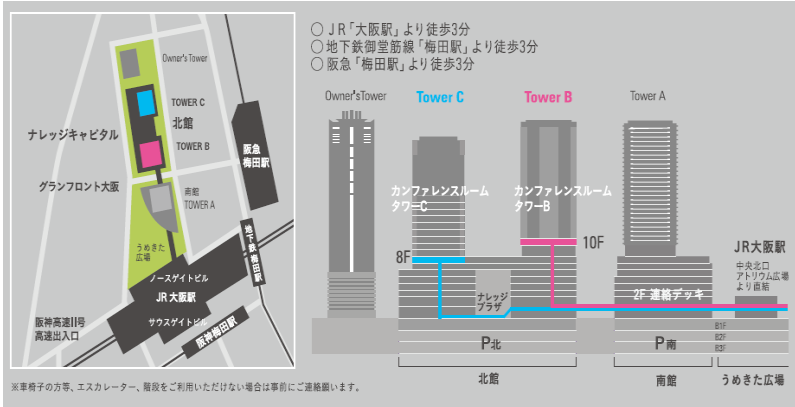 Owner's Tower
TOWER C
北館
TOWER B
ナレッジキャピタル
グランフロント大阪
南館
TOWER A
うめきた
広場
阪急
梅田駅
地下鉄 梅田駅
ノースゲイトビル
JR 大阪駅
サウスゲイトビル
阪神高速11号
高速出入口
阪神梅田駅
○ JR「大阪駅」より徒歩3分
○ 地下鉄御堂筋線「梅田駅」より徒歩3分
○ 阪急「梅田駅」より徒歩3分
Owner'sTower
Tower C
Tower B
Tower A
カンファレンスルーム
タワーC
カンファレンスルーム
タワーB
8F
10F
JR大阪駅
中央北口
アトリウム広場
より直結
ナレッジ
プラザ
2F 連絡デッキ
B1F
B2F
B3F
P北
P南
北館
南館
うめきた広場
※車椅子の方等、エスカレーター、階段をご利用いただけない場合は事前にご連絡願います。